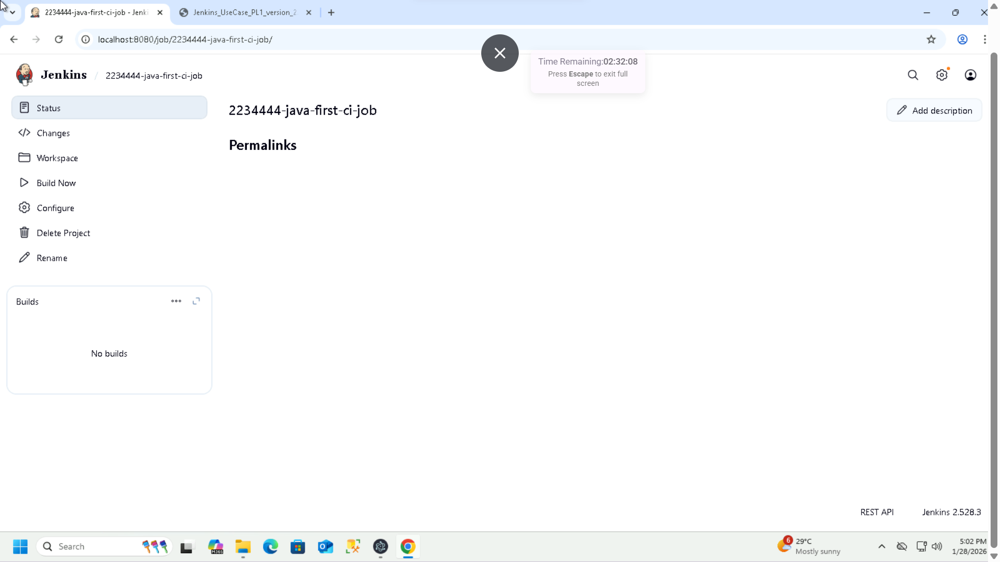 2234444-java-first-ci-job - Jenki
Jenkins_UseCase_PL1_version_2
localhost:8080/job/2234444-java-first-ci-job/
Time Remaining:02:32:08
Press Escape to exit full
screen
Jenkins / 2234444-java-first-ci-job
Status
Changes
Workspace
Build Now
Configure
Delete Project
Rename
2234444-java-first-ci-job
Add description
Permalinks
Builds
No builds
REST API
Jenkins 2.528.3
Search
M365
6
29°C
Mostly sunny
5:02 PM
1/28/2026